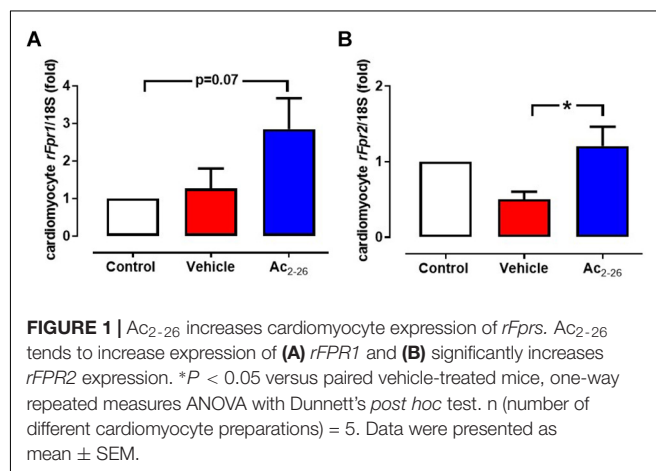 A
cardiomyocyte rFpr1/18S (fold)
4
3
2
1
0
p=0.07
Control Vehicle Ac2-26
B
cardiomyocyte rFpr2/18S (fold)
2
1
0
*
Control Vehicle Ac2-26
FIGURE 1 | Ac2-26 increases cardiomyocyte expression of rFprs. Ac2-26
tends to increase expression of (A) rFPR1 and (B) significantly increases
rFPR2 expression. *P < 0.05 versus paired vehicle-treated mice, one-way
repeated measures ANOVA with Dunnett's post hoc test. n (number of
different cardiomyocyte preparations) = 5. Data were presented as
mean ± SEM.